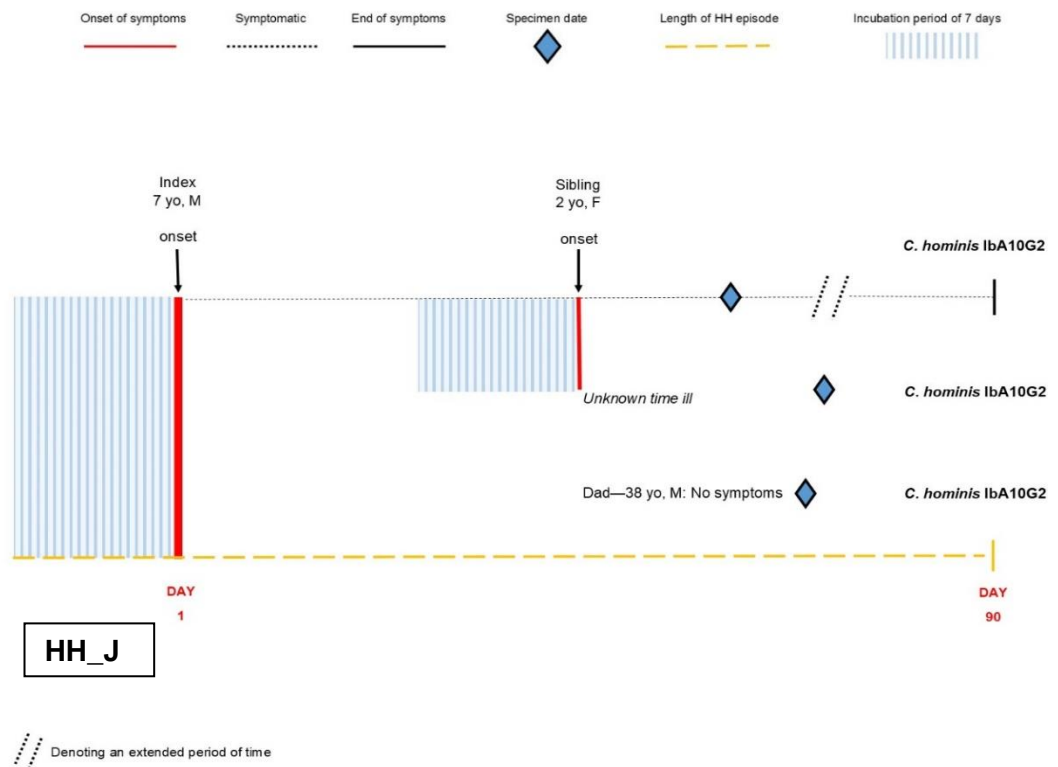 Onset of symptoms
Symptomatic
End of symptoms
Specimen date
Length of HH episode
Incubation period of 7 days
Index
7 yo, M
onset
Sibling
2 yo, F
onset
C. hominis IbA10G2
Unknown time ill
C. hominis IbA10G2
Dad—38 yo, M: No symptoms
C. hominis IbA10G2
DAY
1
DAY
90
HH_J
Denoting an extended period of time